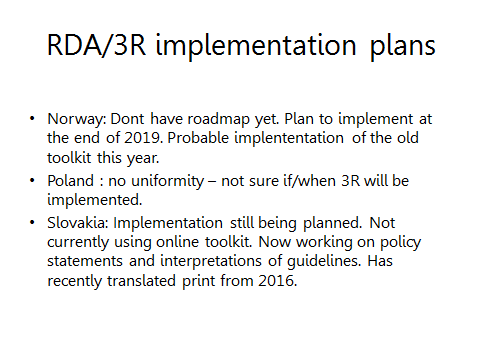 RDA/3R implementation plans
• Norway: Dont have roadmap yet. Plan to implement at
the end of 2019. Probable implententation of the old
toolkit this year.
• Poland : no uniformity – not sure if/when 3R will be
implemented.
• Slovakia: Implementation still being planned. Not
currently using online toolkit. Now working on policy
statements and interpretations of guidelines. Has
recently translated print from 2016.